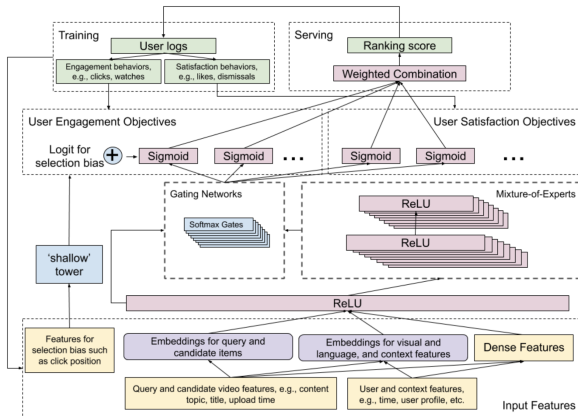 Training
Serving
User logs
Ranking score
Engagement behaviors,
e.g., clicks, watches
Satisfaction behaviors,
e.g., likes, dismissals
Weighted Combination
User Engagement Objectives
User Satisfaction Objectives
Logit for
selection bias
+
Sigmoid
Sigmoid
...
Sigmoid
Sigmoid
...
Gating Networks
Mixture-of-Experts
Softmax Gates
ReLU
ReLU
'shallow'
tower
ReLU
Features for
selection bias such
as click position
Embeddings for query and
candidate items
Embeddings for visual and
language, and context features
Dense Features
Query and candidate video features, e.g., content
topic, title, upload time
User and context features,
e.g., time, user profile, etc.
Input Features